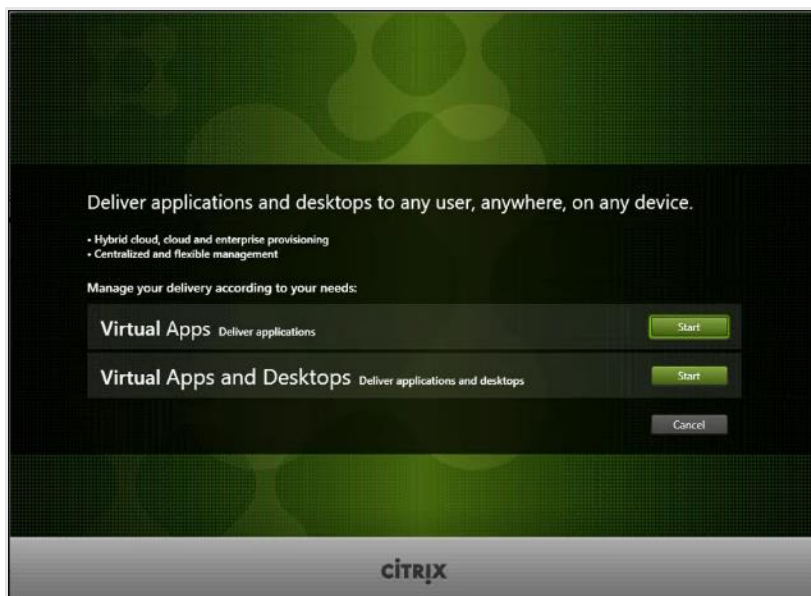 Deliver applications and desktops to any user, anywhere, on any device.
• Hybrid cloud, cloud and enterprise provisioning
• Centralized and flexible management
Manage your delivery according to your needs:
Virtual Apps Deliver applications Start
Virtual Apps and Desktops Deliver applications and desktops Start
Cancel
CITRIX